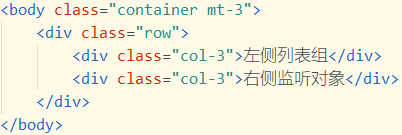 <body class="container mt-3">
    <div class="row">
        <div class="col-3">左侧列表组</div>
        <div class="col-3">右侧监听对象</div>
    </div>
</body>